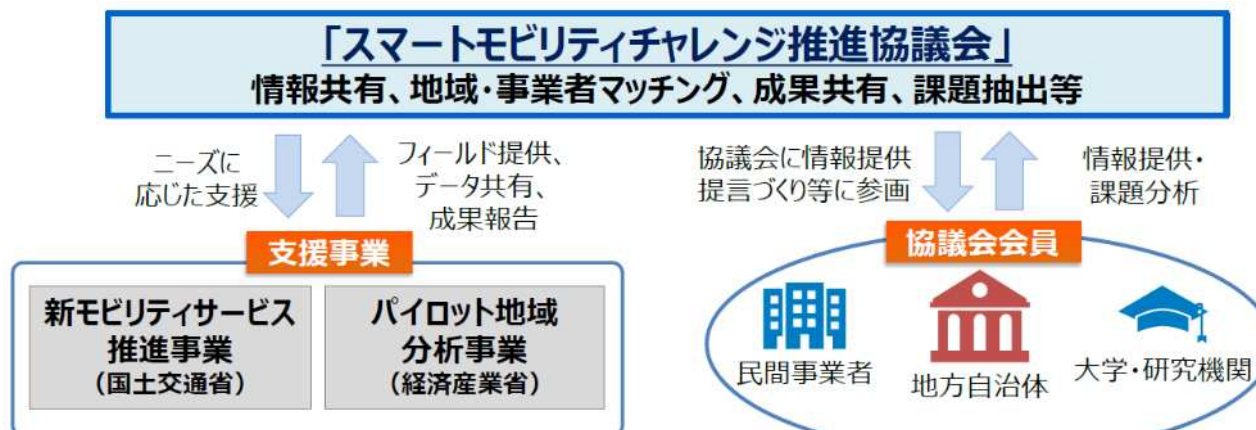 「スマートモビリティチャレンジ推進協議会」
情報共有、地域・事業者マッチング、成果共有、課題抽出等
ニーズに
応じた支援
フィールド提供、
データ共有、
成果報告
協議会に情報提供
提言づくり等に参画
情報提供・
課題分析
支援事業
新モビリティサービス
推進事業
（国土交通省）
パイロット地域
分析事業
（経済産業省）
協議会会員
民間事業者
地方自治体
大学・研究機関